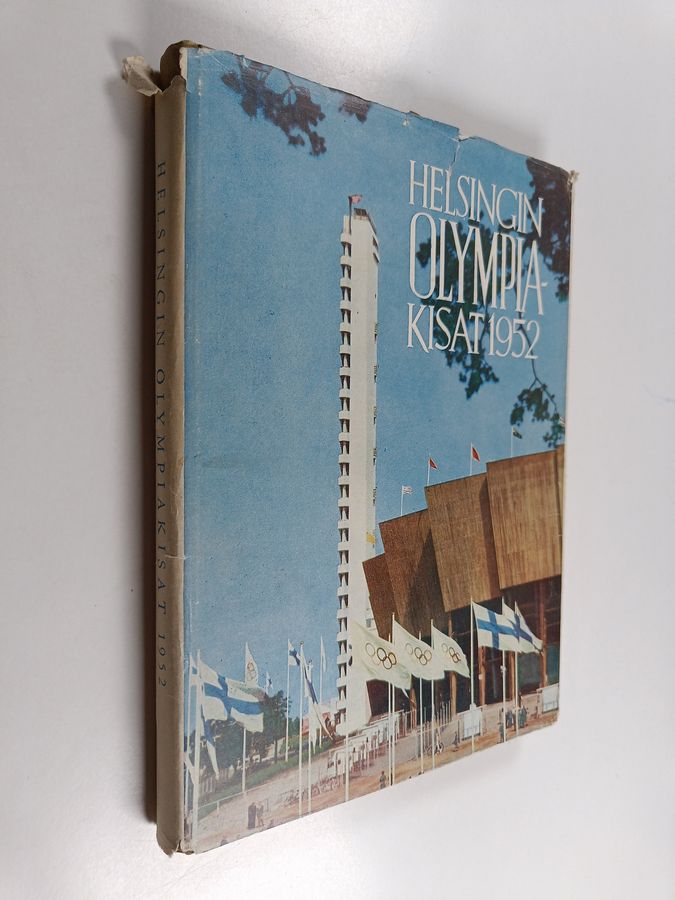 HELSINGIN
OLYMPIA-
KISAT 1952
HELSINGIN OLYMPIAKISAT 1952